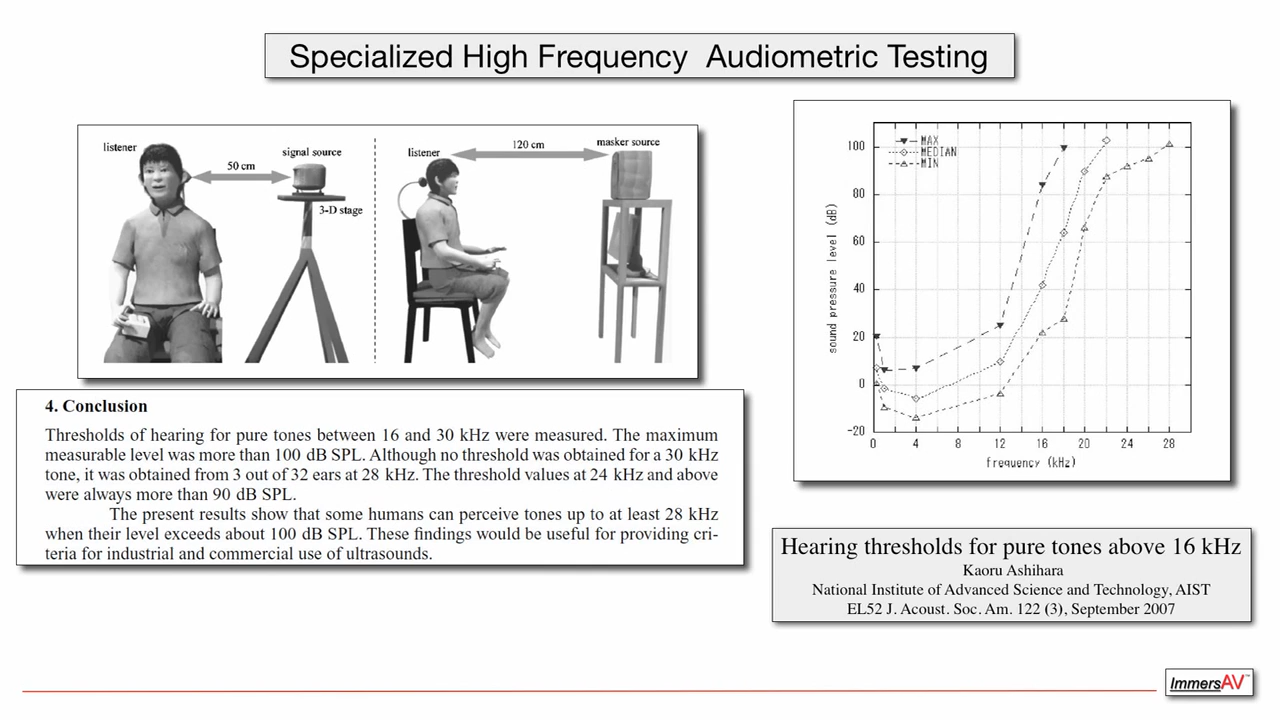 Specialized High Frequency Audiometric Testing
listener
50 cm
signal source
3-D stage
listener
120 cm
masker source
4. Conclusion
Thresholds of hearing for pure tones between 16 and 30 kHz were measured. The maximum
measurable level was more than 100 dB SPL. Although no threshold was obtained for a 30 kHz
tone, it was obtained from 3 out of 32 ears at 28 kHz. The threshold values at 24 kHz and above
were always more than 90 dB SPL.
The present results show that some humans can perceive tones up to at least 28 kHz
when their level exceeds about 100 dB SPL. These findings would be useful for providing cri-
teria for industrial and commercial use of ultrasounds.
MAX
MEDIAN
MIN
sound pressure level (dB)
100
80
60
40
20
0
-20
0 4 8 12 16 20 24 28
frequency (kHz)
Hearing thresholds for pure tones above 16 kHz
Kaoru Ashihara
National Institute of Advanced Science and Technology, AIST
EL52 J. Acoust. Soc. Am. 122 (3), September 2007
ImmersAV™